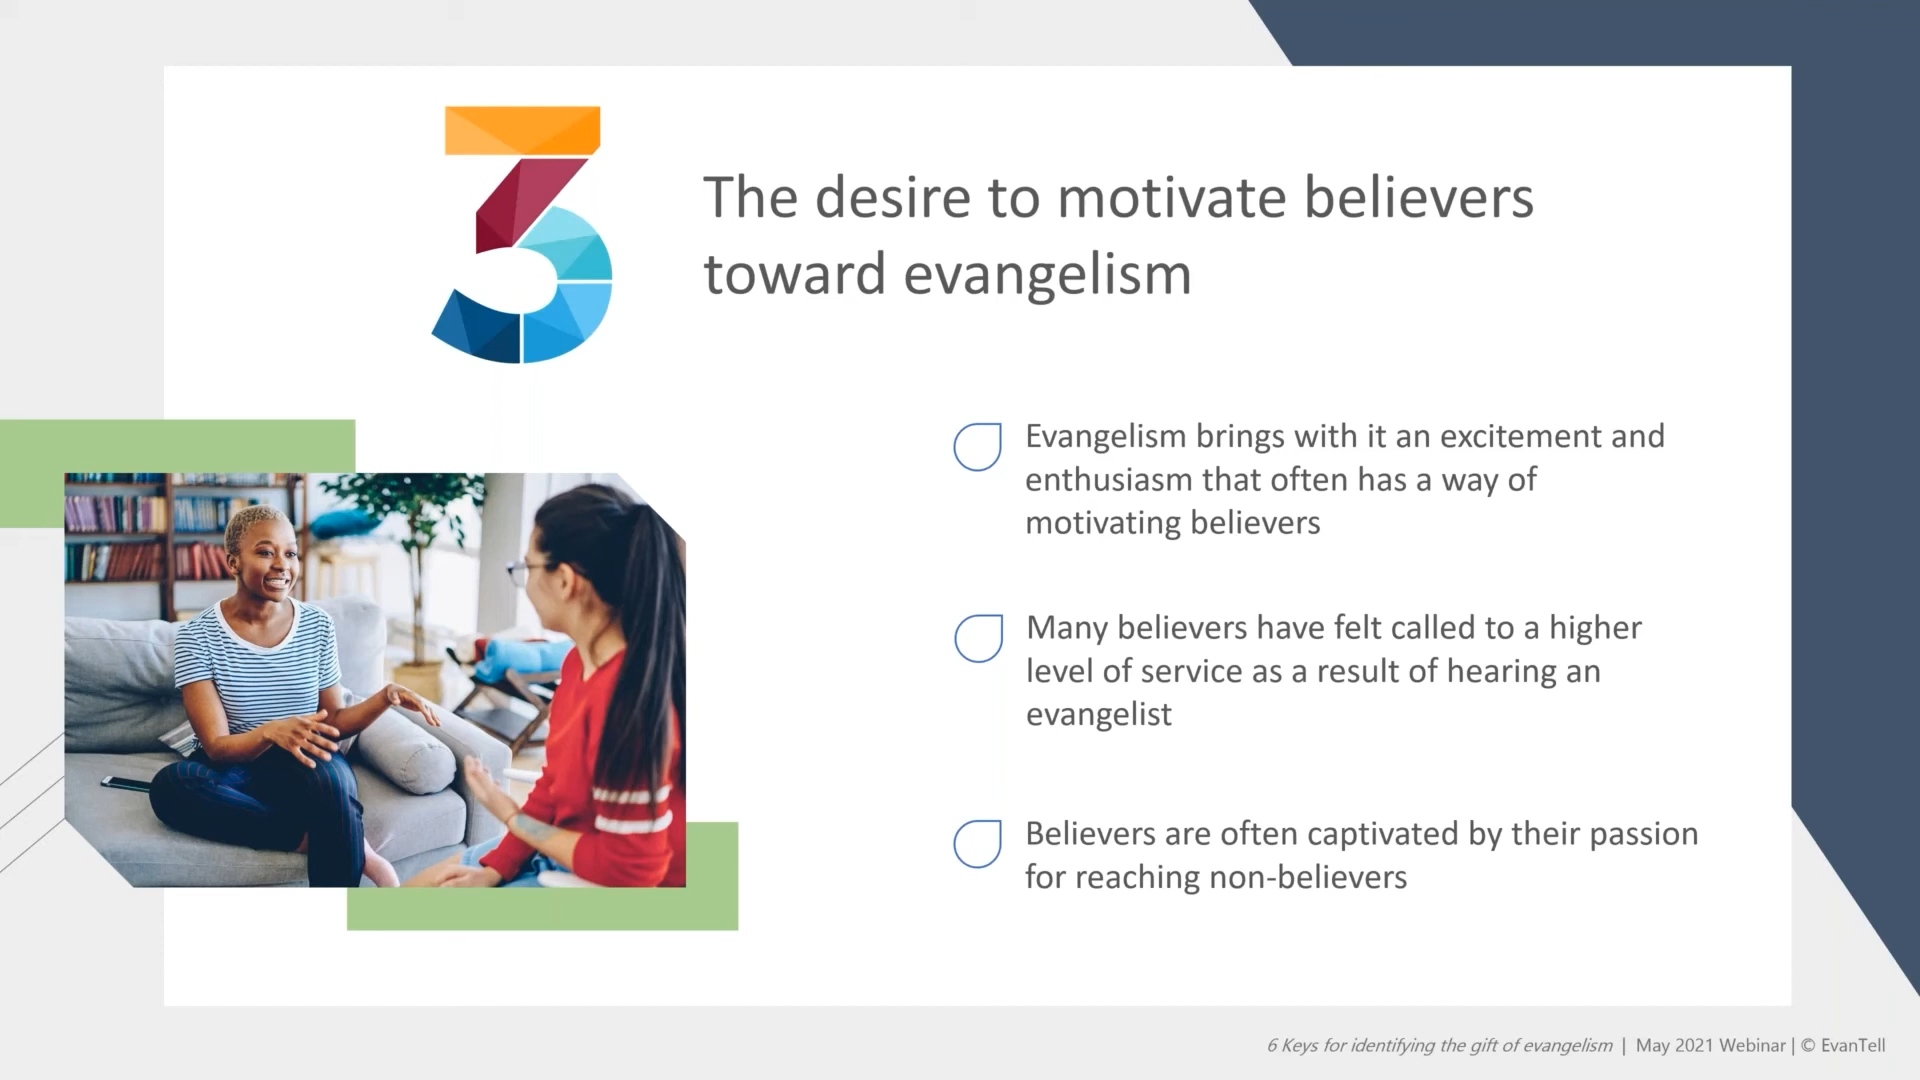 3
The desire to motivate believers
toward evangelism
Evangelism brings with it an excitement and
enthusiasm that often has a way of
motivating believers
Many believers have felt called to a higher
level of service as a result of hearing an
evangelist
Believers are often captivated by their passion
for reaching non-believers
6 Keys for identifying the gift of evangelism | May 2021 Webinar | © EvanTell